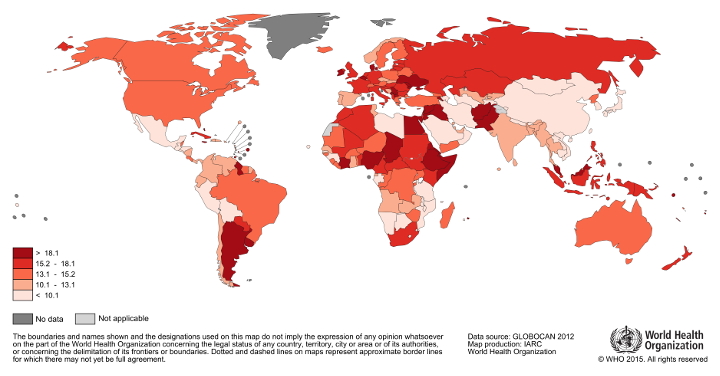 > 18.1
15.2 - 18.1
13.1 - 15.2
10.1 - 13.1
< 10.1
No data
Not applicable
The boundaries and names shown and the designations used on this map do not imply the expression of any opinion whatsoever
on the part of the World Health Organization concerning the legal status of any country, territory, city or area or of its authorities,
or concerning the delimitation of its frontiers or boundaries. Dotted and dashed lines on maps represent approximate border lines
for which there may not yet be full agreement.
Data source: GLOBOCAN 2012
Map production: IARC
World Health Organization
World Health
Organization
© WHO 2015. All rights reserved